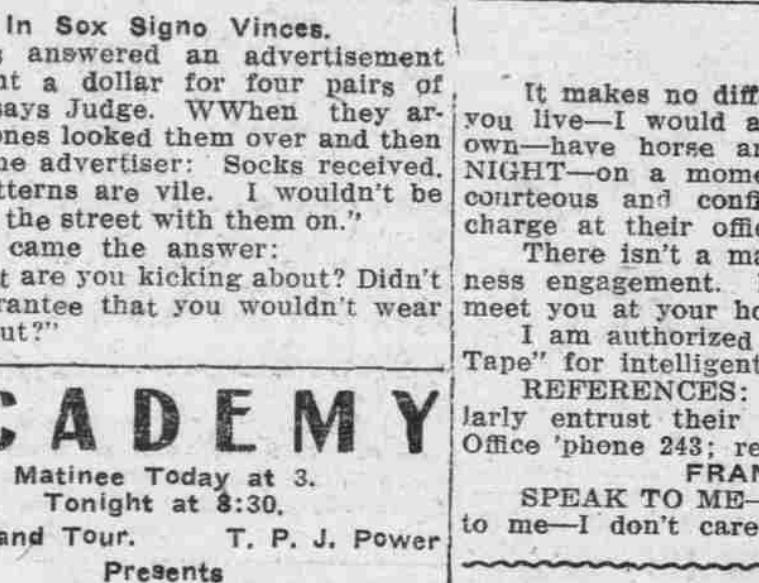 In Sox Signo Vinces.
answered an advertisement
a dollar for four pairs of
says Judge. WWhen they ar-
ones looked them over and then
advertiser: Socks received.
tterns are vile. I wouldn't be
the street with them on."
came the answer:
are you kicking about? Didn't
rantee that you wouldn't wear
ut?"
CADEMY
Matinee Today at 3.
Tonight at 8:30.
and Tour. T. P. J. Power
Presents
It makes no diff
you live—I would a
own—have horse an
NIGHT—on a mome
courteous and confi
charge at their offic
There isn't a ma
ness engagement.
meet you at your ho
I am authorized
Tape" for intelligent
REFERENCES:
larly entrust their
Office 'phone 243; re
FRAN
SPEAK TO ME—
to me—I don't care